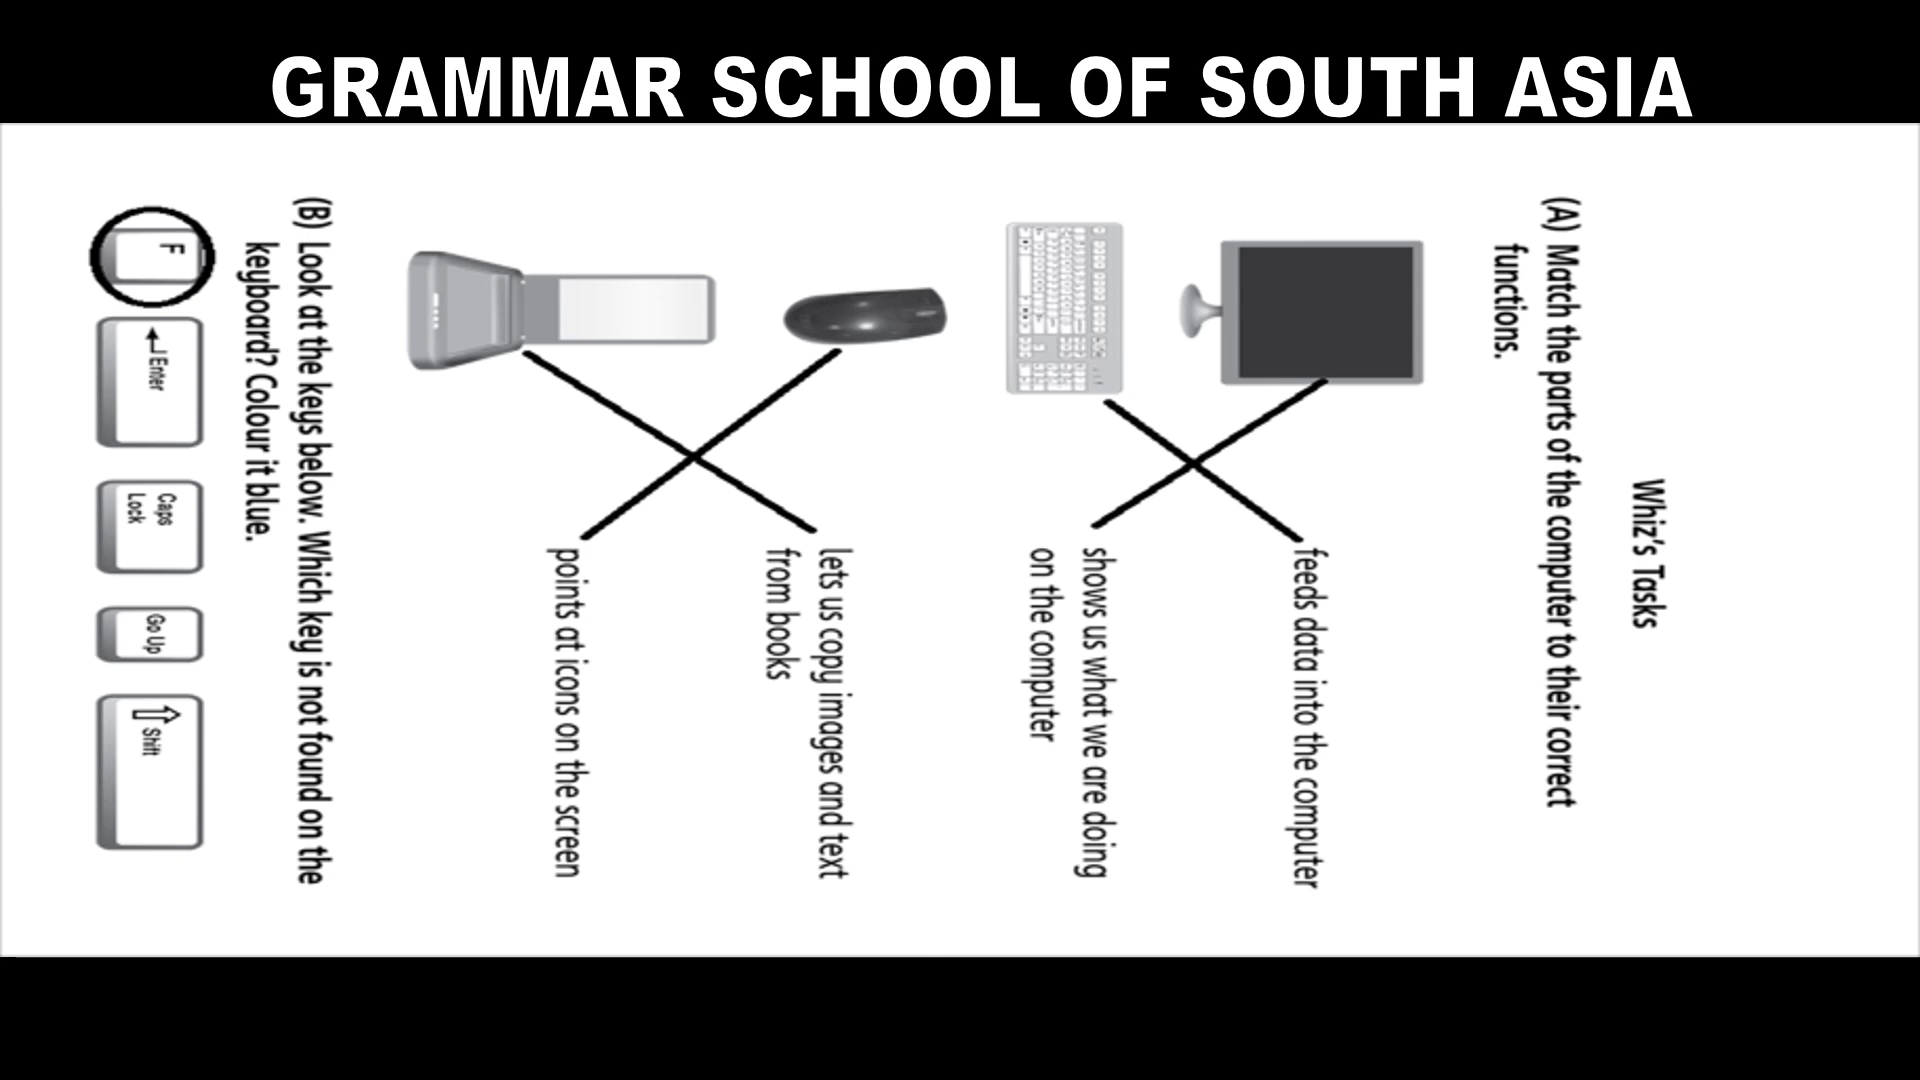 GRAMMAR SCHOOL OF SOUTH ASIA
Whiz's Tasks
(A) Match the parts of the computer to their correct
functions.
feeds data into the computer
shows us what we are doing
on the computer
lets us copy images and text
from books
points at icons on the screen
(B) Look at the keys below. Which key is not found on the
keyboard? Colour it blue.
F
Enter
Caps
Lock
Go Up
Shift